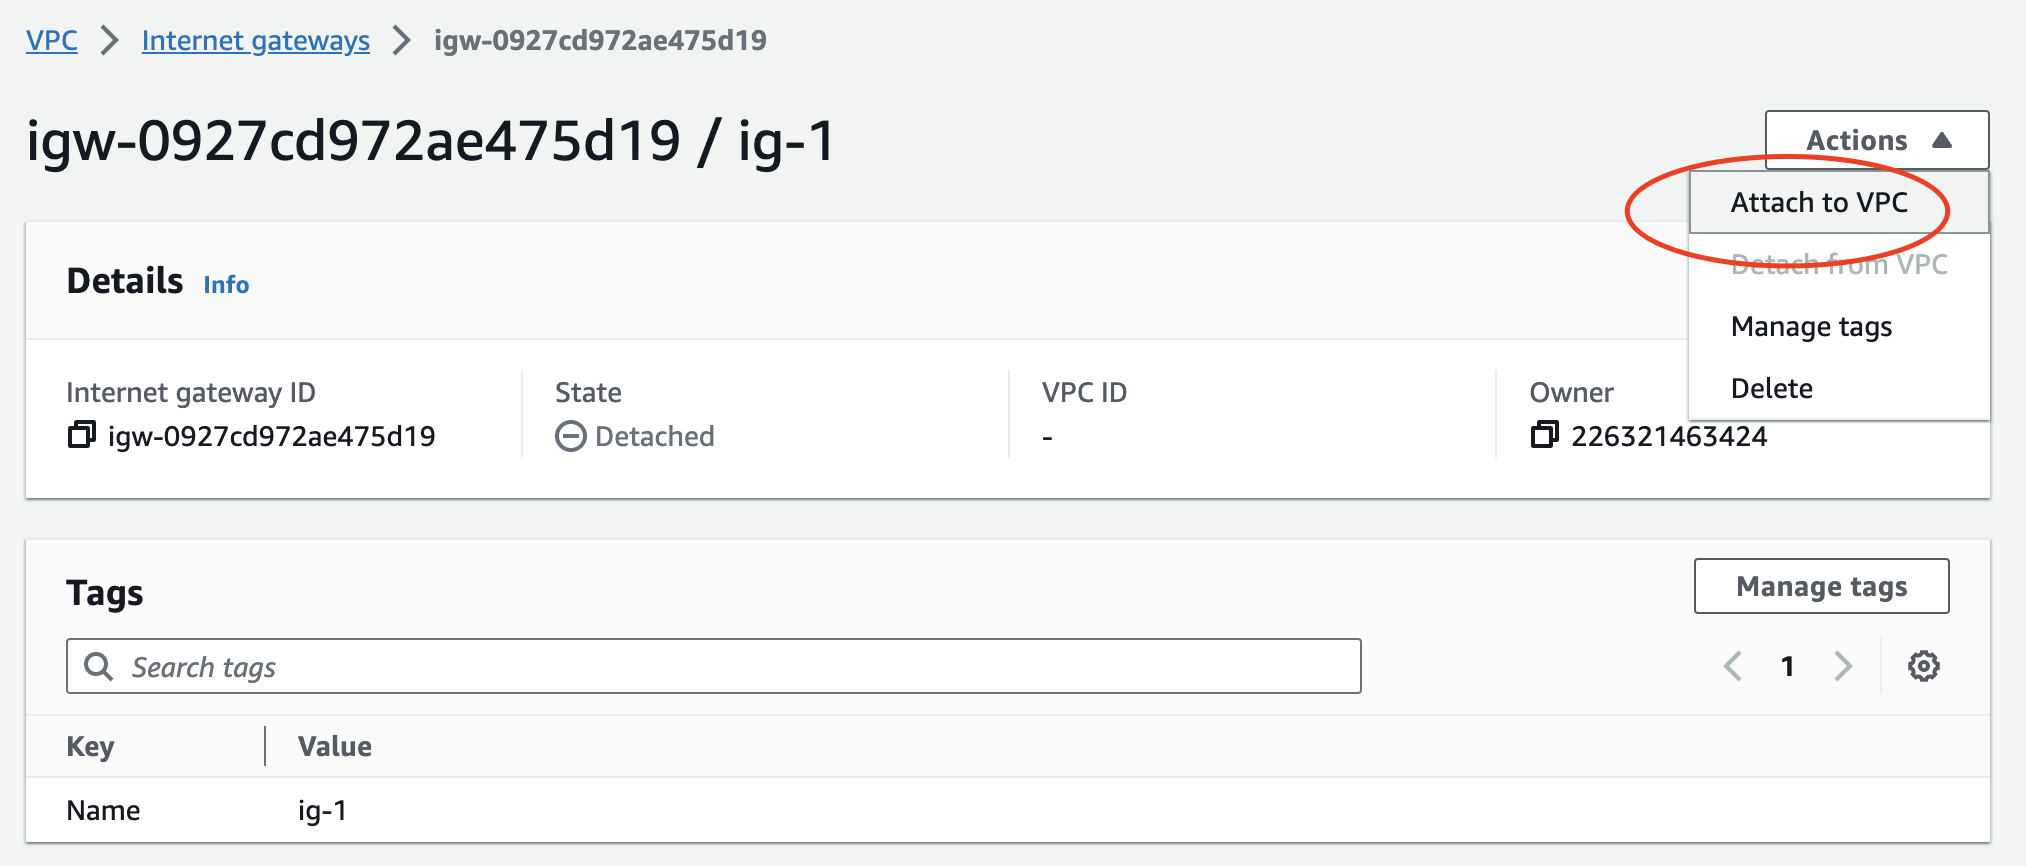 VPC > Internet gateways > igw-0927cd972ae475d19
igw-0927cd972ae475d19 / ig-1
Actions
Attach to VPC
Detach from VPC
Manage tags
Delete
Details Info
Internet gateway ID
igw-0927cd972ae475d19
State
Detached
VPC ID
-
Owner
226321463424
Tags
Manage tags
Search tags
1
Key Value
Name ig-1